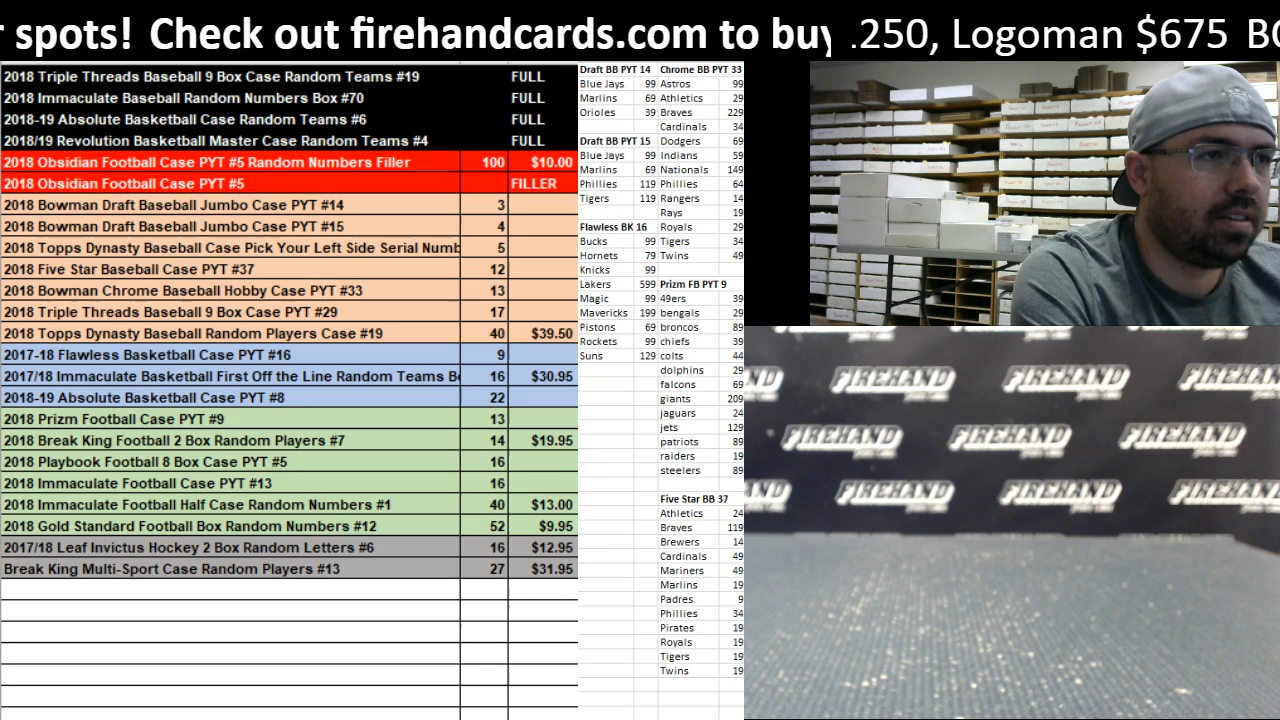 r spots! Check out firehandcards.com to buy .250, Logoman $675 BO
2018 Triple Threads Baseball 9 Box Case Random Teams #19 FULL
2018 Immaculate Baseball Random Numbers Box #70 FULL
2018-19 Absolute Basketball Case Random Teams #6 FULL
2018/19 Revolution Basketball Master Case Random Teams #4 FULL
2018 Obsidian Football Case PYT #5 Random Numbers Filler 100 $10.00
2018 Obsidian Football Case PYT #5 FILLER
2018 Bowman Draft Baseball Jumbo Case PYT #14 3
2018 Bowman Draft Baseball Jumbo Case PYT #15 4
2018 Topps Dynasty Baseball Case Pick Your Left Side Serial Numb 5
2018 Five Star Baseball Case PYT #37 12
2018 Bowman Chrome Baseball Hobby Case PYT #33 13
2018 Triple Threads Baseball 9 Box Case PYT #29 17
2018 Topps Dynasty Baseball Random Players Case #19 40 $39.50
2017-18 Flawless Basketball Case PYT #16 9
2017/18 Immaculate Basketball First Off the Line Random Teams Bo 16 $30.95
2018-19 Absolute Basketball Case PYT #8 22
2018 Prizm Football Case PYT #9 13
2018 Break King Football 2 Box Random Players #7 14 $19.95
2018 Playbook Football 8 Box Case PYT #5 16
2018 Immaculate Football Case PYT #13 16
2018 Immaculate Football Half Case Random Numbers #1 40 $13.00
2018 Gold Standard Football Box Random Numbers #12 52 $9.95
2017/18 Leaf Invictus Hockey 2 Box Random Letters #6 16 $12.95
Break King Multi-Sport Case Random Players #13 27 $31.95
Draft BB PYT 14
Blue Jays 99
Marlins 69
Orioles 39
Draft BB PYT 15
Blue Jays 99
Marlins 69
Phillies 119
Tigers 119
Flawless BK 16
Bucks 99
Hornets 79
Knicks 99
Lakers 599
Magic 99
Mavericks 199
Pistons 69
Rockets 99
Suns 129
Chrome BB PYT 33
Astros 99
Athletics 29
Braves 229
Cardinals 34
Dodgers 69
Indians 59
Nationals 149
Phillies 64
Rangers 14
Rays 19
Royals 29
Tigers 34
Twins 49
Prizm FB PYT 9
49ers 39
bengals 29
broncos 89
chiefs 39
colts 44
dolphins 29
falcons 69
giants 209
jaguars 24
jets 129
patriots 89
raiders 19
steelers 89
Five Star BB 37
Athletics 24
Braves 119
Brewers 14
Cardinals 49
Mariners 49
Marlins 19
Padres 9
Phillies 34
Pirates 19
Royals 19
Tigers 19
Twins 19
ND FIREHAND FIREHAND FIREHAND
FIREHAND FIREHAND FIREHAND
ND FIREHAND FIREHAND FIREHAND